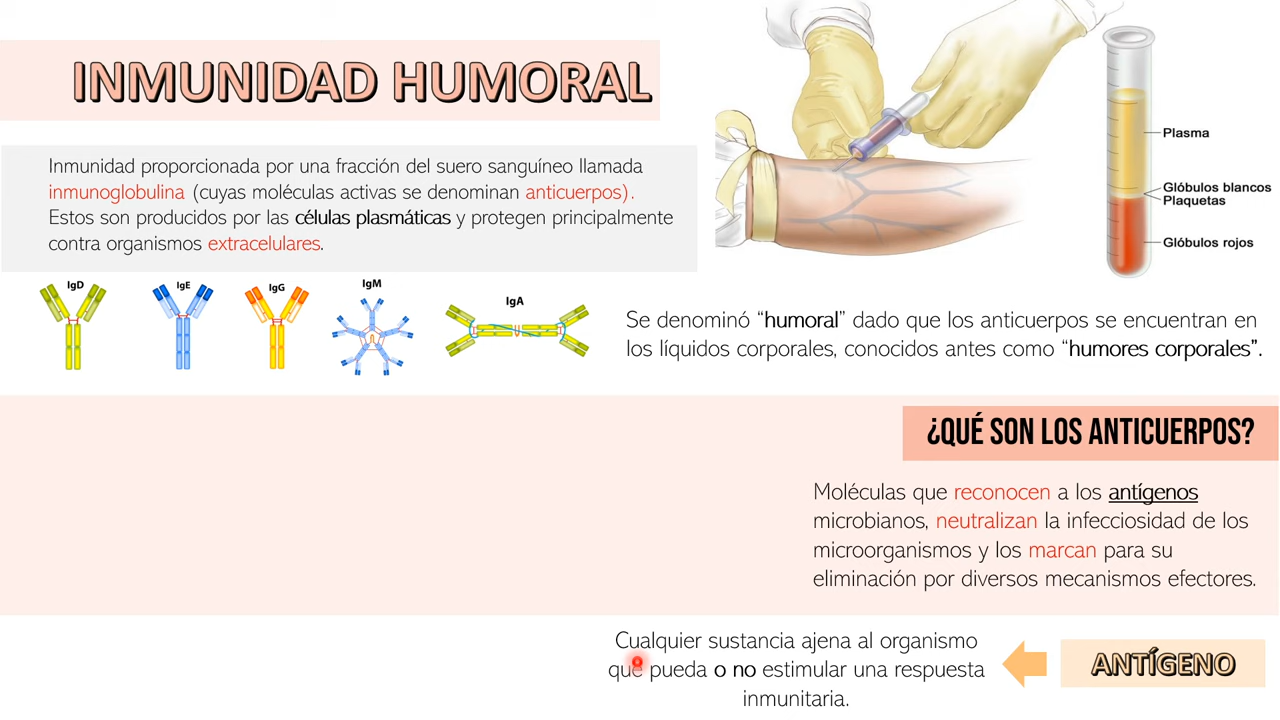 INMUNIDAD HUMORAL
Inmunidad proporcionada por una fracción del suero sanguíneo llamada
inmunoglobulina (cuyas moléculas activas se denominan anticuerpos).
Estos son producidos por las células plasmáticas y protegen principalmente
contra organismos extracelulares.
Plasma
Glóbulos blancos
Plaquetas
Glóbulos rojos
IgD
IgE
IgG
IgM
IgA
Se denominó “humoral” dado que los anticuerpos se encuentran en
los líquidos corporales, conocidos antes como “humores corporales”.
¿QUÉ SON LOS ANTICUERPOS?
Moléculas que reconocen a los antígenos
microbianos, neutralizan la infecciosidad de los
microorganismos y los marcan para su
eliminación por diversos mecanismos efectores.
Cualquier sustancia ajena al organismo
que pueda o no estimular una respuesta
inmunitaria.
ANTÍGENO